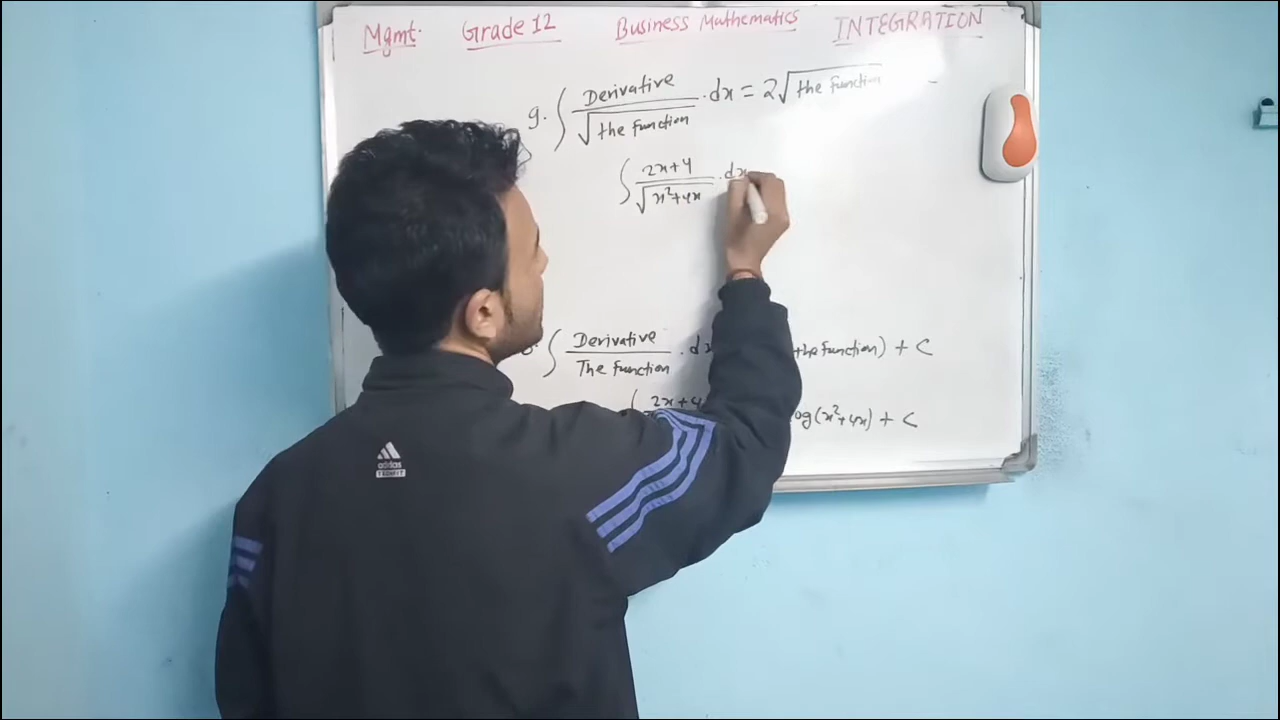 Mgmt. Grade 12 Business Mathematics INTEGRATION
9. ∫ Derivative/√the function . dx = 2√the function
∫ 2x+4/√x²+4x . dx
∫ Derivative/The function . dx the function) + c
2x+4 og(x²+4x) + c
adidas
TECHFIT